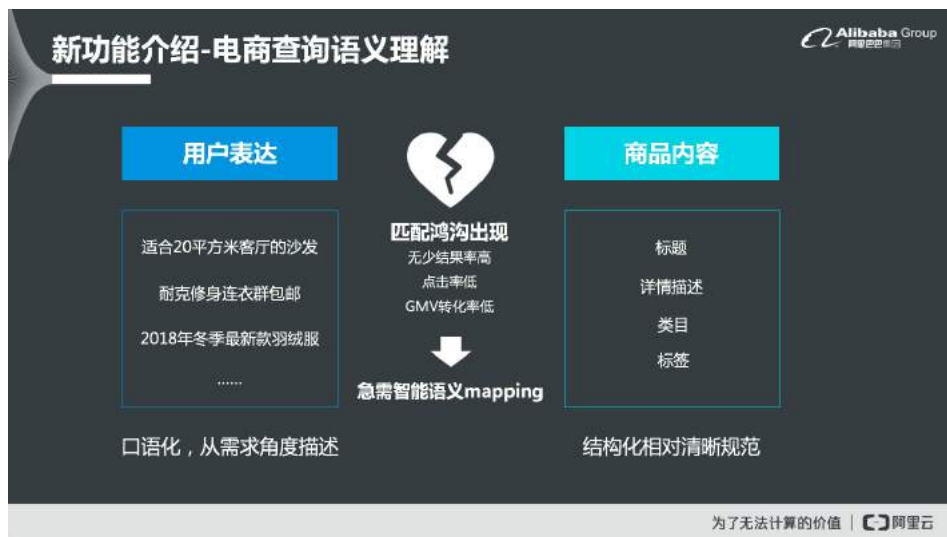 新功能介绍-电商查询语义理解
Alibaba Group
阿里巴巴集团
用户表达
适合20平方米客厅的沙发
耐克修身连衣群包邮
2018年冬季最新款羽绒服
......
口语化，从需求角度描述
匹配鸿沟出现
无少结果率高
点击率低
GMV转化率低
急需智能语义mapping
商品内容
标题
详情描述
类目
标签
结构化相对清晰规范
为了无法计算的价值 | 阿里云